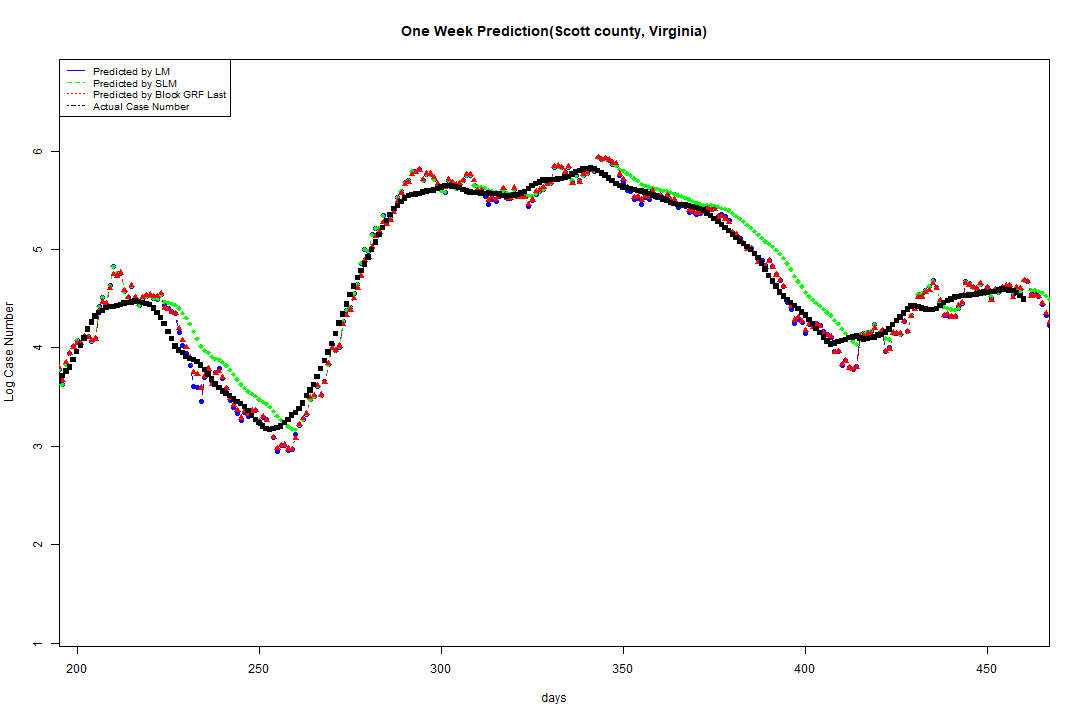 One Week Prediction(Scott county, Virginia)
Predicted by LM
Predicted by SLM
Predicted by Block GRF Last
Actual Case Number
Log Case Number
6
5
4
3
2
1
200 250 300 350 400 450
days